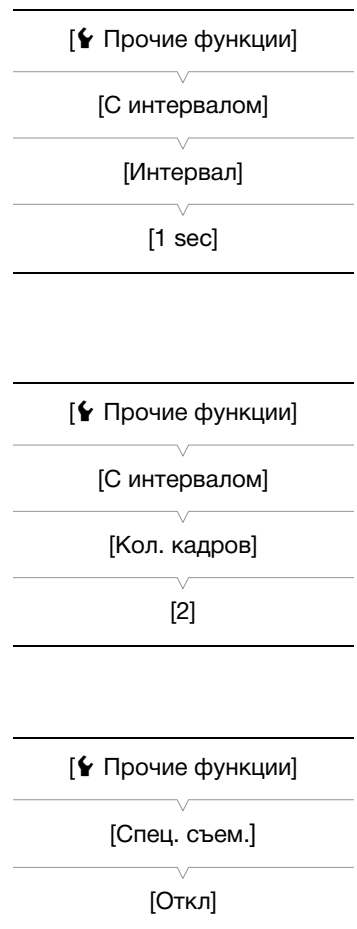 [Прочие функции]
[С интервалом]
[Интервал]
[1 sec]
[Прочие функции]
[С интервалом]
[Кол. кадров]
[2]
[Прочие функции]
[Спец. съем.]
[Откл]